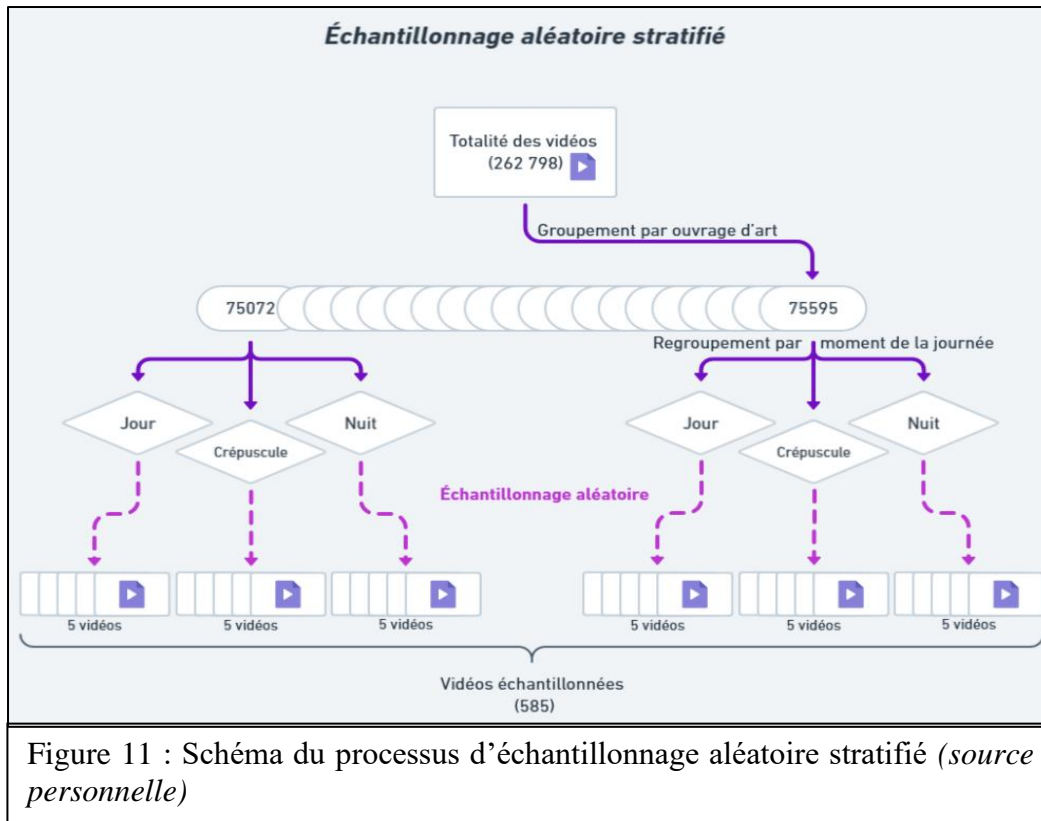 Échantillonnage aléatoire stratifié
Totalité des vidéos
(262 798)
Groupement par ouvrage d'art
75072
75595
Regroupement par moment de la journée
Jour
Crépuscule
Nuit
Jour
Crépuscule
Nuit
Échantillonnage aléatoire
5 vidéos
5 vidéos
5 vidéos
5 vidéos
5 vidéos
5 vidéos
Vidéos échantillonnées
(585)
Figure 11 : Schéma du processus d'échantillonnage aléatoire stratifié (source
personnelle)